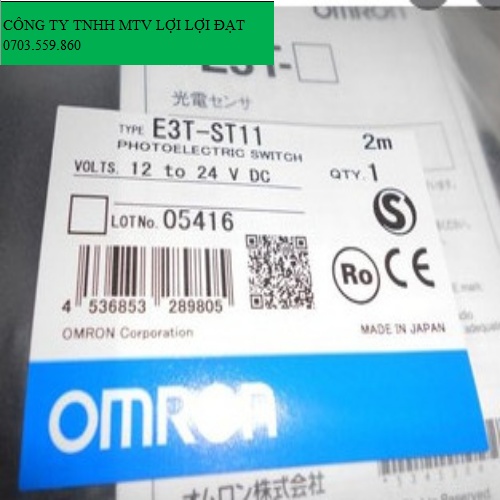 CÔNG TY TNHH MTV LỢI LỢI ĐẠT
0703.559.860
OMRON
E3T-
光電センサ
TYPE E3T-ST11 2m
PHOTOELECTRIC SWITCH
VOLTS. 12 to 24 V DC QTY. 1
LOT No. 05416
S
Ro CE
4 536853 289805
OMRON Corporation
MADE IN JAPAN
OMRON
オムロン株式会社